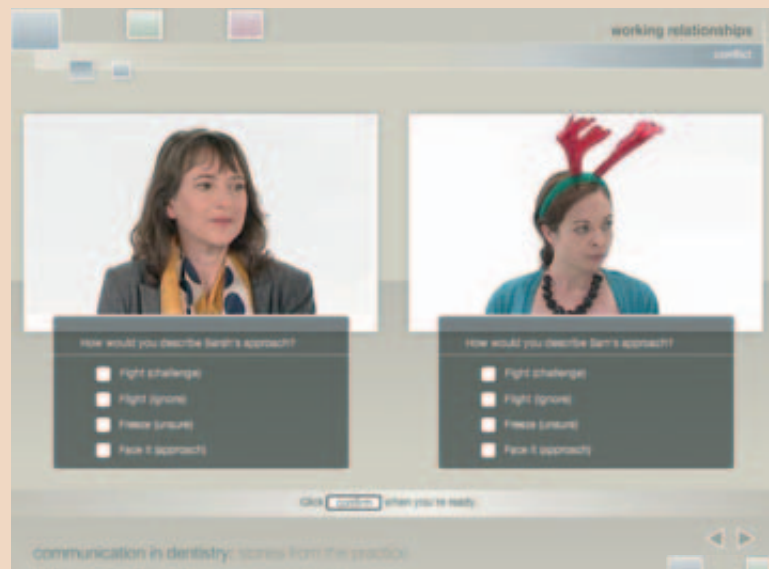 working relationships
conflict
How would you describe Sarah's approach?
Fight (challenge)
Flight (ignore)
Freeze (unsure)
Face it (approach)
How would you describe Sam's approach?
Fight (challenge)
Flight (ignore)
Freeze (unsure)
Face it (approach)
Click confirm when you're ready
communication in dentistry: stories from the practice